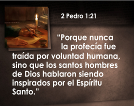 2 Pedro 1:21
"Porque nunca
la profecía fue
traída por voluntad humana,
sino que los santos hombres
de Dios hablaron siendo
inspirados por el Espíritu
Santo."